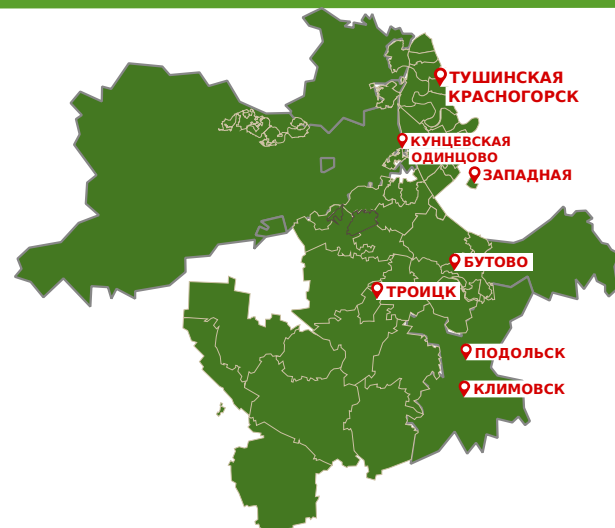 ТУШИНСКАЯ
КРАСНОГОРСК
КУНЦЕВСКАЯ
ОДИНЦОВО
ЗАПАДНАЯ
БУТОВО
ТРОИЦК
ПОДОЛЬСК
КЛИМОВСК